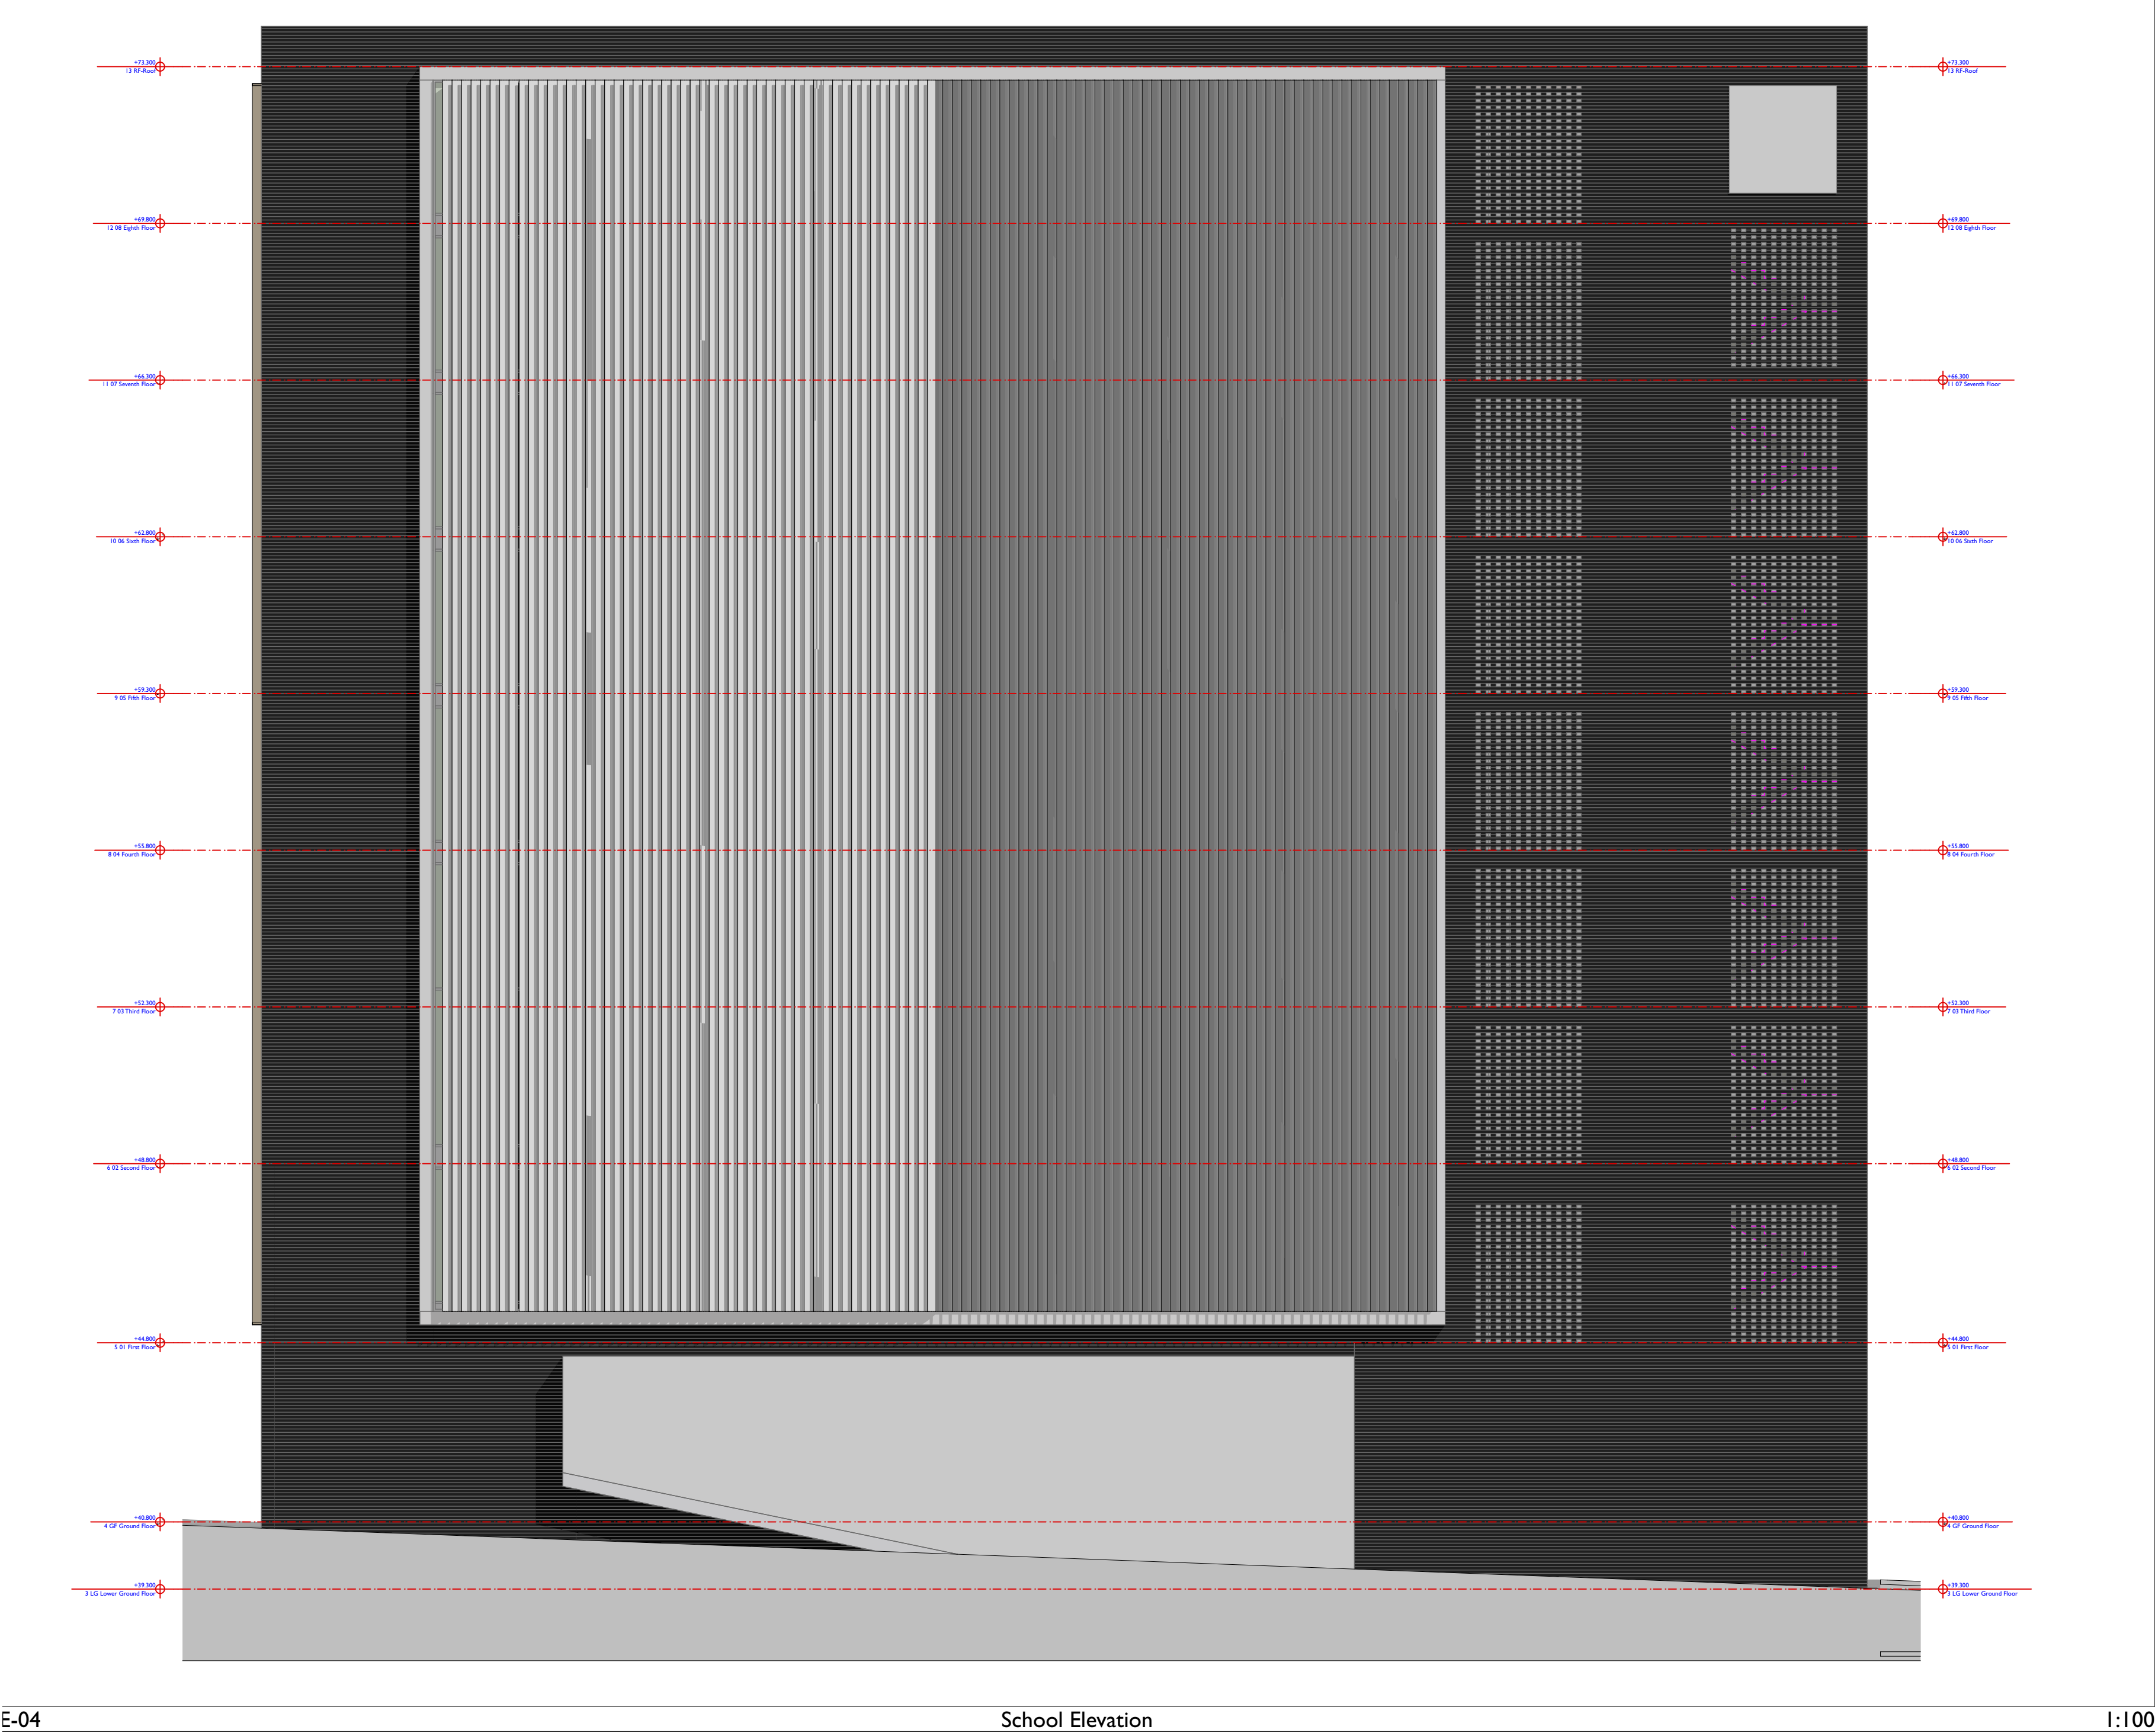 +73.300
13 RF-Roof
+73.300
13 RF-Roof
+69.800
12 08 Eighth Floor
+69.800
12 08 Eighth Floor
+66.300
11 07 Seventh Floor
+66.300
11 07 Seventh Floor
+62.800
10 06 Sixth Floor
+62.800
10 06 Sixth Floor
+59.300
9 05 Fifth Floor
+59.300
9 05 Fifth Floor
+55.800
8 04 Fourth Floor
+55.800
8 04 Fourth Floor
+52.300
7 03 Third Floor
+52.300
7 03 Third Floor
+48.800
6 02 Second Floor
+48.800
6 02 Second Floor
+44.800
5 01 First Floor
+44.800
5 01 First Floor
+40.800
4 GF Ground Floor
+40.800
4 GF Ground Floor
+39.300
3 LG Lower Ground Floor
+39.300
3 LG Lower Ground Floor
E-04 School Elevation 1:100